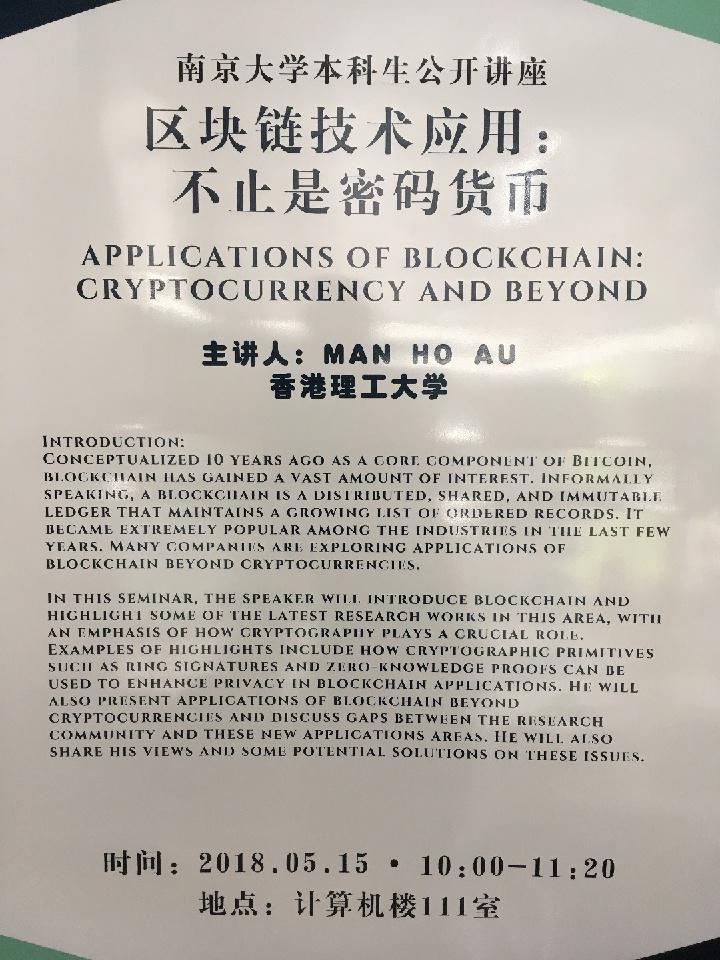 南京大学本科生公开讲座
区块链技术应用：
不止是密码货币
APPLICATIONS OF BLOCKCHAIN:
CRYPTOCURRENCY AND BEYOND
主讲人：MAN HO AU
香港理工大学
INTRODUCTION:
CONCEPTUALIZED 10 YEARS AGO AS A CORE COMPONENT OF BITCOIN,
BLOCKCHAIN HAS GAINED A VAST AMOUNT OF INTEREST. INFORMALLY
SPEAKING, A BLOCKCHAIN IS A DISTRIBUTED, SHARED, AND IMMUTABLE
LEDGER THAT MAINTAINS A GROWING LIST OF ORDERED RECORDS. IT
BECAME EXTREMELY POPULAR AMONG THE INDUSTRIES IN THE LAST FEW
YEARS. MANY COMPANIES ARE EXPLORING APPLICATIONS OF
BLOCKCHAIN BEYOND CRYPTOCURRENCIES.
IN THIS SEMINAR, THE SPEAKER WILL INTRODUCE BLOCKCHAIN AND
HIGHLIGHT SOME OF THE LATEST RESEARCH WORKS IN THIS AREA, WITH
AN EMPHASIS OF HOW CRYPTOGRAPHY PLAYS A CRUCIAL ROLE.
EXAMPLES OF HIGHLIGHTS INCLUDE HOW CRYPTOGRAPHIC PRIMITIVES
SUCH AS RING SIGNATURES AND ZERO-KNOWLEDGE PROOFS CAN BE
USED TO ENHANCE PRIVACY IN BLOCKCHAIN APPLICATIONS. HE WILL
ALSO PRESENT APPLICATIONS OF BLOCKCHAIN BEYOND
CRYPTOCURRENCIES AND DISCUSS GAPS BETWEEN THE RESEARCH
COMMUNITY AND THESE NEW APPLICATIONS AREAS. HE WILL ALSO
SHARE HIS VIEWS AND SOME POTENTIAL SOLUTIONS ON THESE ISSUES.
时间：2018.05.15 • 10:00-11:20
地点：计算机楼111室